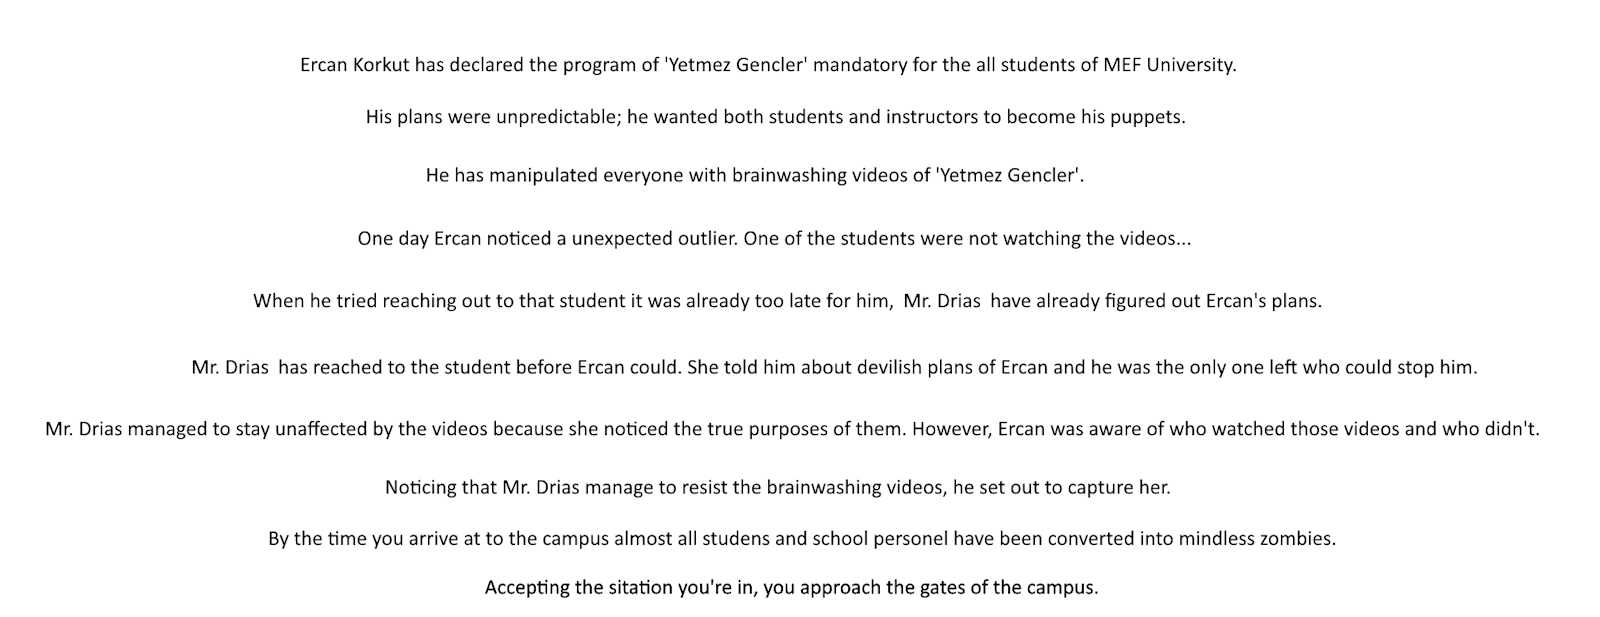 Ercan Korkut has declared the program of 'Yetmez Gencler' mandatory for the all students of MEF University.
His plans were unpredictable; he wanted both students and instructors to become his puppets.
He has manipulated everyone with brainwashing videos of 'Yetmez Gencler'.
One day Ercan noticed a unexpected outlier. One of the students were not watching the videos...
When he tried reaching out to that student it was already too late for him,  Mr. Drias  have already figured out Ercan's plans.
Mr. Drias  has reached to the student before Ercan could. She told him about devilish plans of Ercan and he was the only one left who could stop him.
Mr. Drias managed to stay unaffected by the videos because she noticed the true purposes of them. However, Ercan was aware of who watched those videos and who didn't.
Noticing that Mr. Drias manage to resist the brainwashing videos, he set out to capture her.
By the time you arrive at to the campus almost all studens and school personel have been converted into mindless zombies.
Accepting the sitation you're in, you approach the gates of the campus.